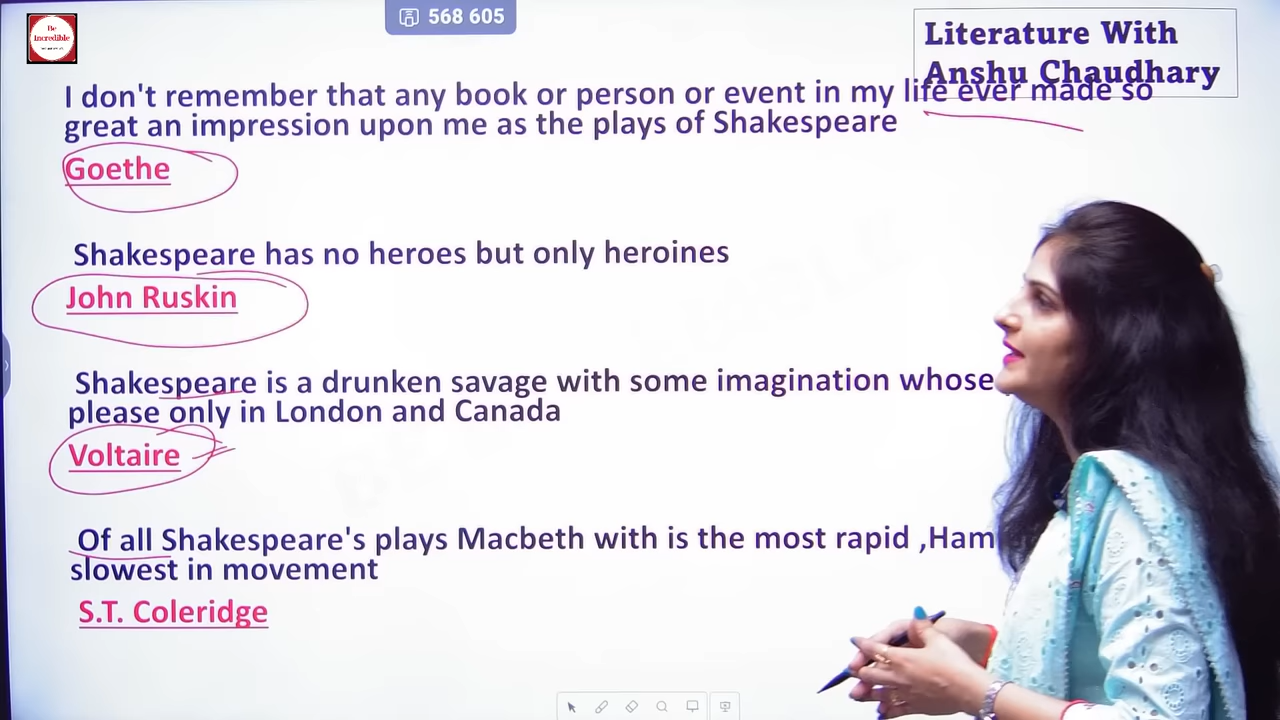 Be
Incredible
568 605
Literature With
Anshu Chaudhary
I don't remember that any book or person or event in my life ever made so
great an impression upon me as the plays of Shakespeare
Goethe
Shakespeare has no heroes but only heroines
John Ruskin
Shakespeare is a drunken savage with some imagination whose
please only in London and Canada
Voltaire
Of all Shakespeare's plays Macbeth with is the most rapid ,Ham
slowest in movement
S.T. Coleridge